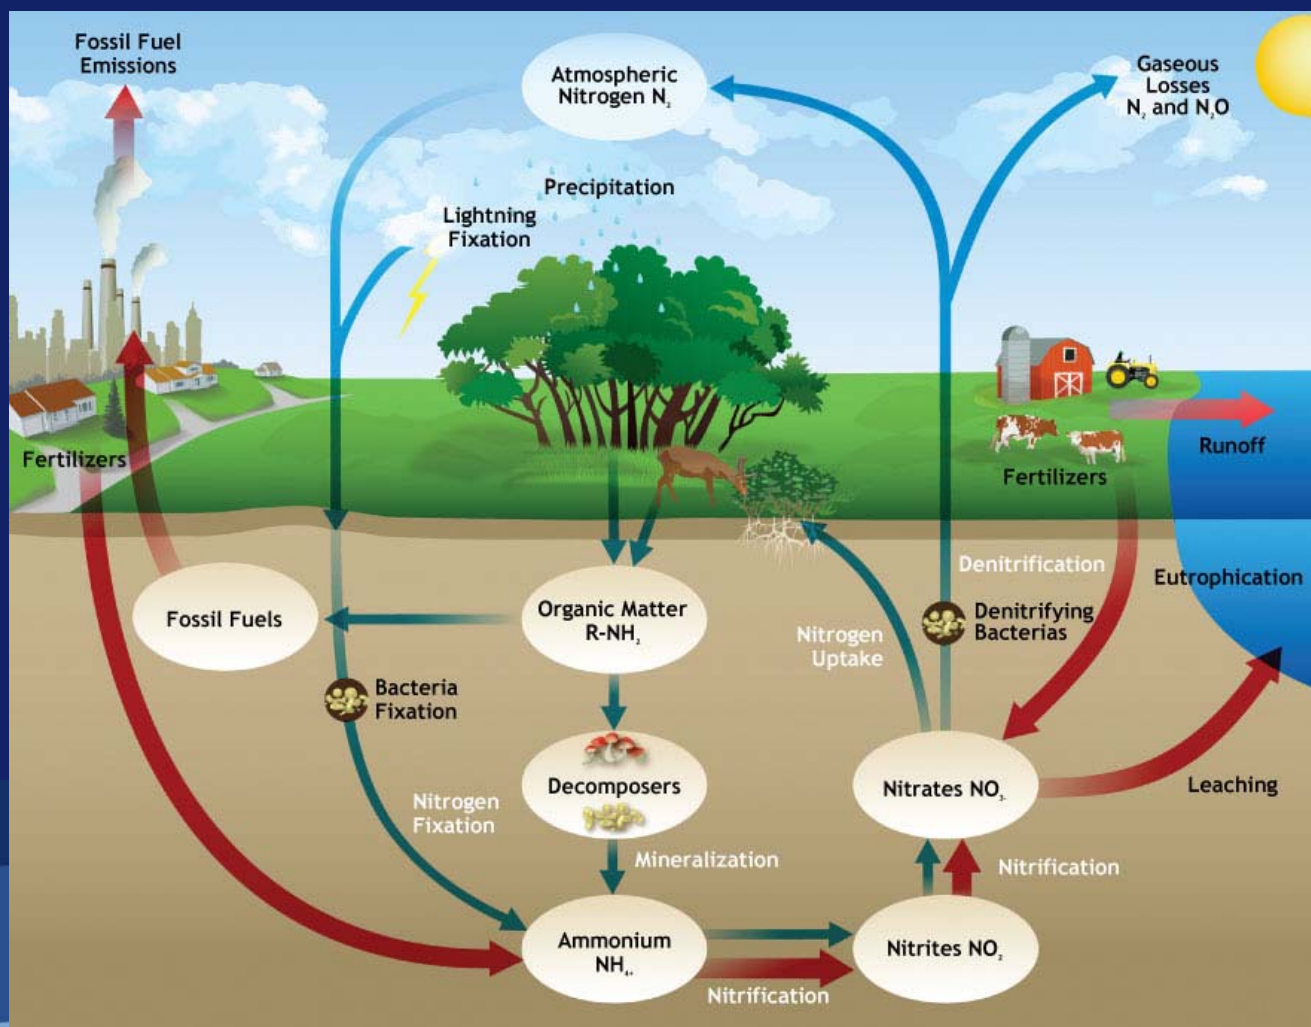 Fossil Fuel
Emissions
Atmospheric
Nitrogen N₂
Gaseous
Losses
N₂ and N₂O
Precipitation
Lightning
Fixation
Fertilizers
Runoff
Fertilizers
Denitrification
Eutrophication
Fossil Fuels
Organic Matter
R-NH₂
Denitrifying
Bacterias
Nitrogen
Uptake
Bacteria
Fixation
Decomposers
Nitrates NO₃₋
Leaching
Nitrogen
Fixation
Mineralization
Nitrification
Ammonium
NH₄₊
Nitrites NO₂
Nitrification